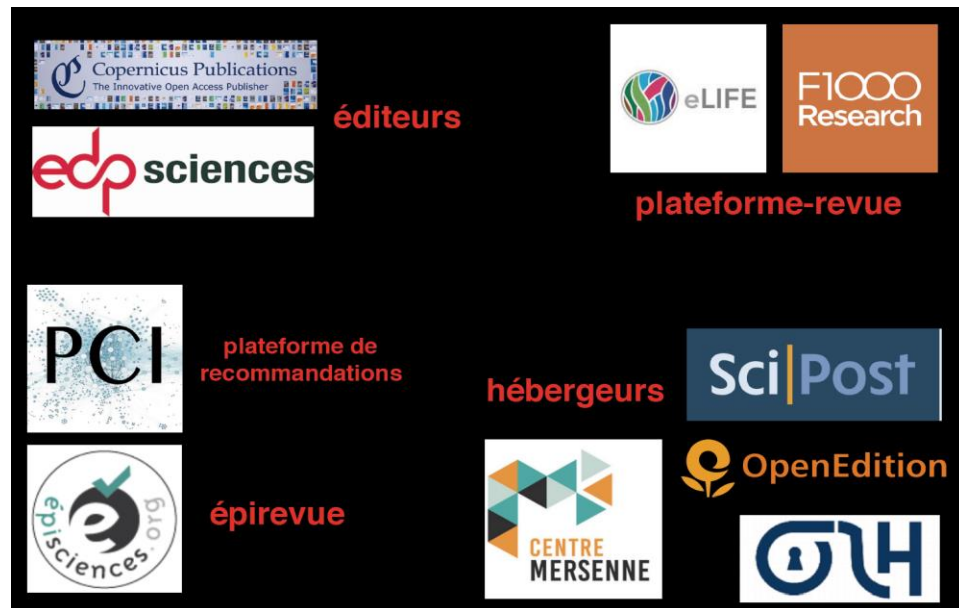 Copernicus Publications
The Innovative Open Access Publisher
éditeurs
edp sciences
eLIFE
F1000
Research
plateforme-revue
PCI
plateforme de
recommandations
épisciences.org
épirevue
hébergeurs
Sci|Post
CENTRE
MERSENNE
OpenEdition
OLH